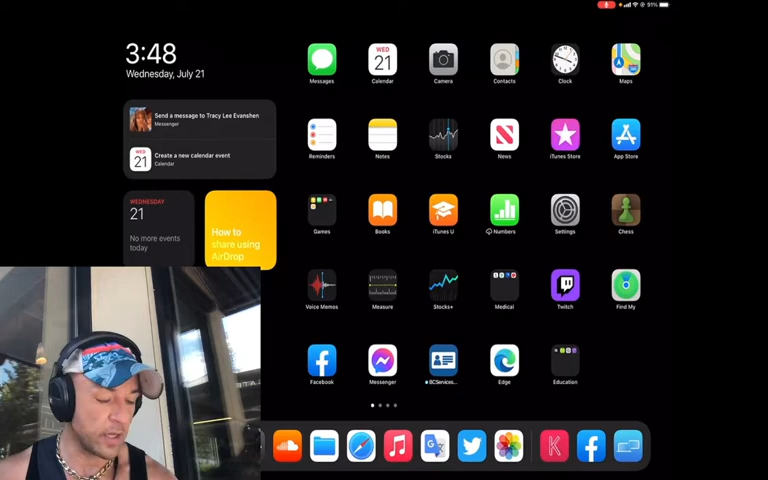 91%
3:48
Wednesday, July 21
Send a message to Tracy Lee Evanshen
Messenger
WED
21
Create a new calendar event
Calendar
WEDNESDAY
21
No more events
today
How to
share using
AirDrop
Messages
WED
21
Calendar
Camera
Contacts
Clock
Maps
Reminders
Notes
Stocks
News
iTunes Store
App Store
Games
Books
iTunes U
Numbers
Settings
Chess
Voice Memos
Measure
Stocks+
Medical
Twitch
Find My
Facebook
Messenger
BCServices...
Edge
Education
K